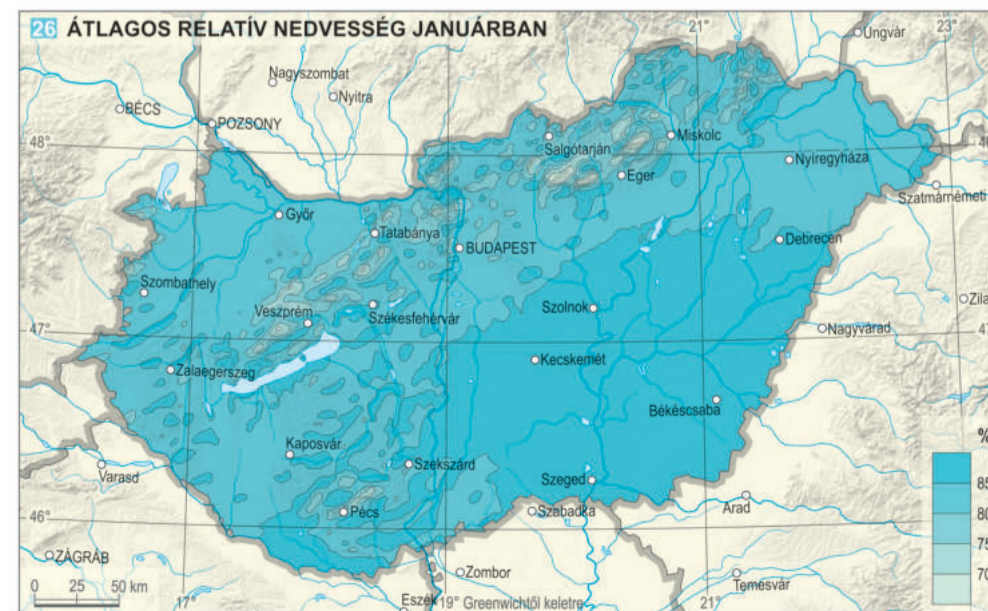 26 ÁTLAGOS RELATÍV NEDVESSÉG JANUÁRBAN
21°
23°
Ungvár
Nagyszombat
Nyitra
BÉCS
POZSONY
48°
Salgótarján
Miskolc
Nyíregyháza
Eger
Szatmárnémeti
Győr
Tatabánya
BUDAPEST
Debrecen
Szombathely
Veszprém
Székesfehérvár
Szolnok
47°
Nagyvárad
Zalaegerszeg
Kecskemét
Békéscsaba
Kaposvár
Szekszárd
%
Varasd
Szeged
85
46°
Pécs
Szabadka
Arad
80
75
ZÁGRÁB
Zombor
Temesvár
70
0 25 50 km
17°
Eszék
19° Greenwichtől keletre
21°